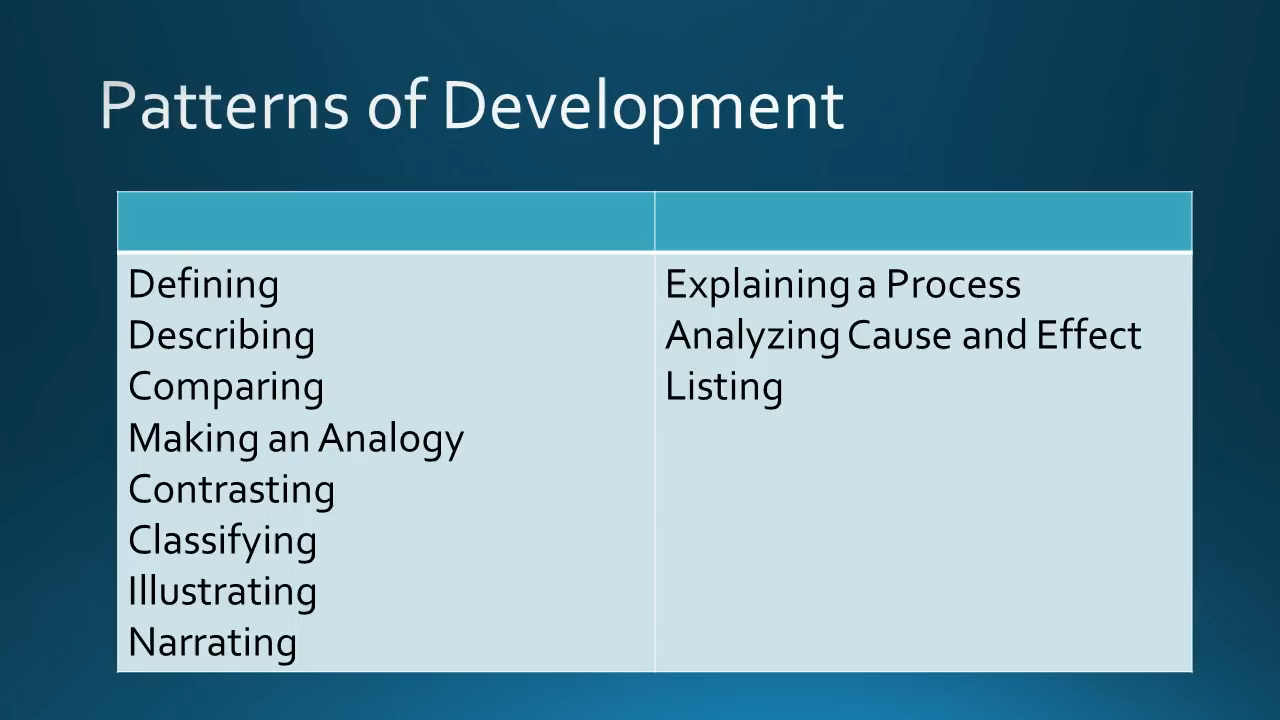 Patterns of Development
Defining
Describing
Comparing
Making an Analogy
Contrasting
Classifying
Illustrating
Narrating
Explaining a Process
Analyzing Cause and Effect
Listing